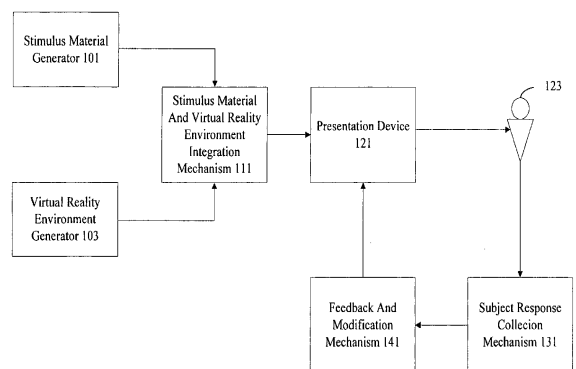 Stimulus Material
Generator 101
Stimulus Material
And Virtual Reality
Environment
Integration
Mechanism 111
Presentation Device
121
123
Virtual Reality
Environment
Generator 103
Feedback And
Modification
Mechanism 141
Subject Response
Collecion
Mechanism 131